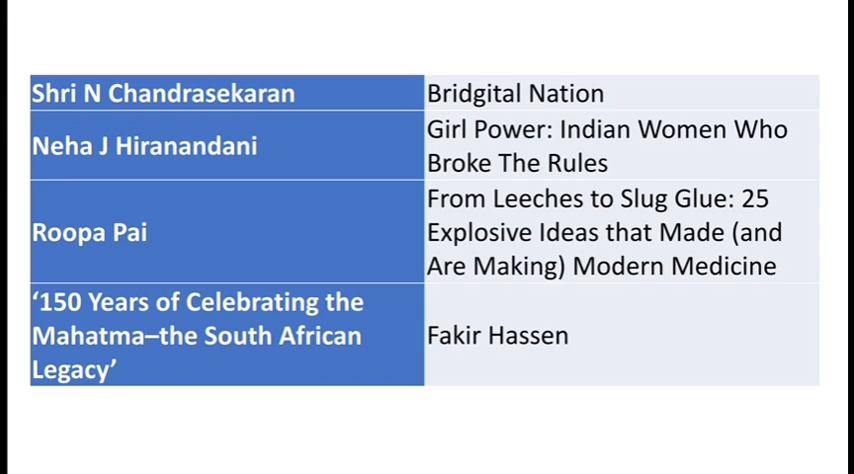 Shri N Chandrasekaran
Bridgital Nation
Neha J Hiranandani
Girl Power: Indian Women Who
Broke The Rules
Roopa Pai
From Leeches to Slug Glue: 25
Explosive Ideas that Made (and
Are Making) Modern Medicine
‘150 Years of Celebrating the
Mahatma–the South African
Legacy’
Fakir Hassen